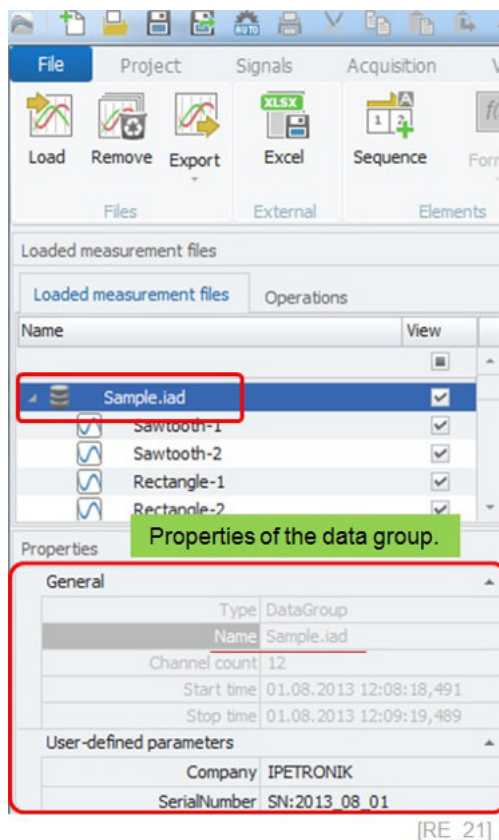 AUTO
File Project Signals Acquisition V
XLSX
Load Remove Export Excel Sequence Form
Files External Elements
Loaded measurement files
Loaded measurement files Operations
Name View
Sample.iad
Sawtooth-1
Sawtooth-2
Rectangle-1
Rectangle-2
Properties of the data group.
Properties
General
Type DataGroup
Name Sample.iad
Channel count 12
Start time 01.08.2013 12:08:18,491
Stop time 01.08.2013 12:09:19,489
User-defined parameters
Company IPETRONIK
SerialNumber SN:2013_08_01
[RE_21]